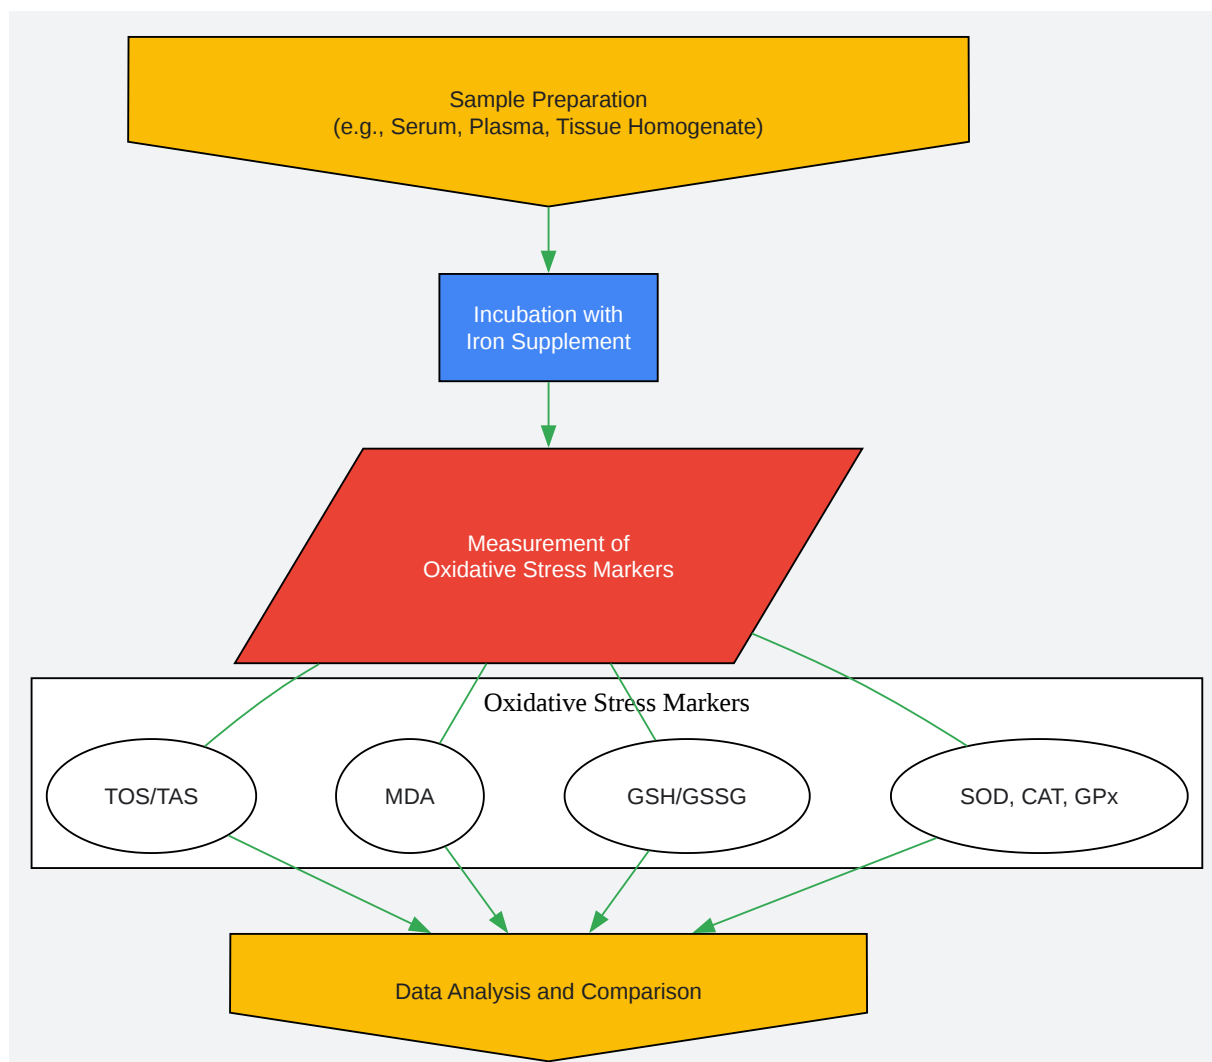 Sample Preparation
(e.g., Serum, Plasma, Tissue Homogenate)
Incubation with
Iron Supplement
Measurement of
Oxidative Stress Markers
Oxidative Stress Markers
TOS/TAS
MDA
GSH/GSSG
SOD, CAT, GPx
Data Analysis and Comparison